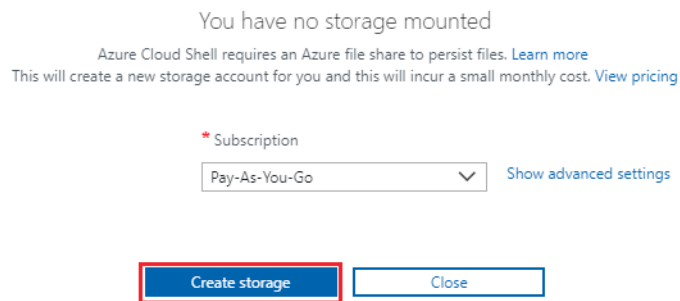 You have no storage mounted
Azure Cloud Shell requires an Azure file share to persist files. Learn more
This will create a new storage account for you and this will incur a small monthly cost. View pricing
* Subscription
Pay-As-You-Go
Show advanced settings
Create storage
Close